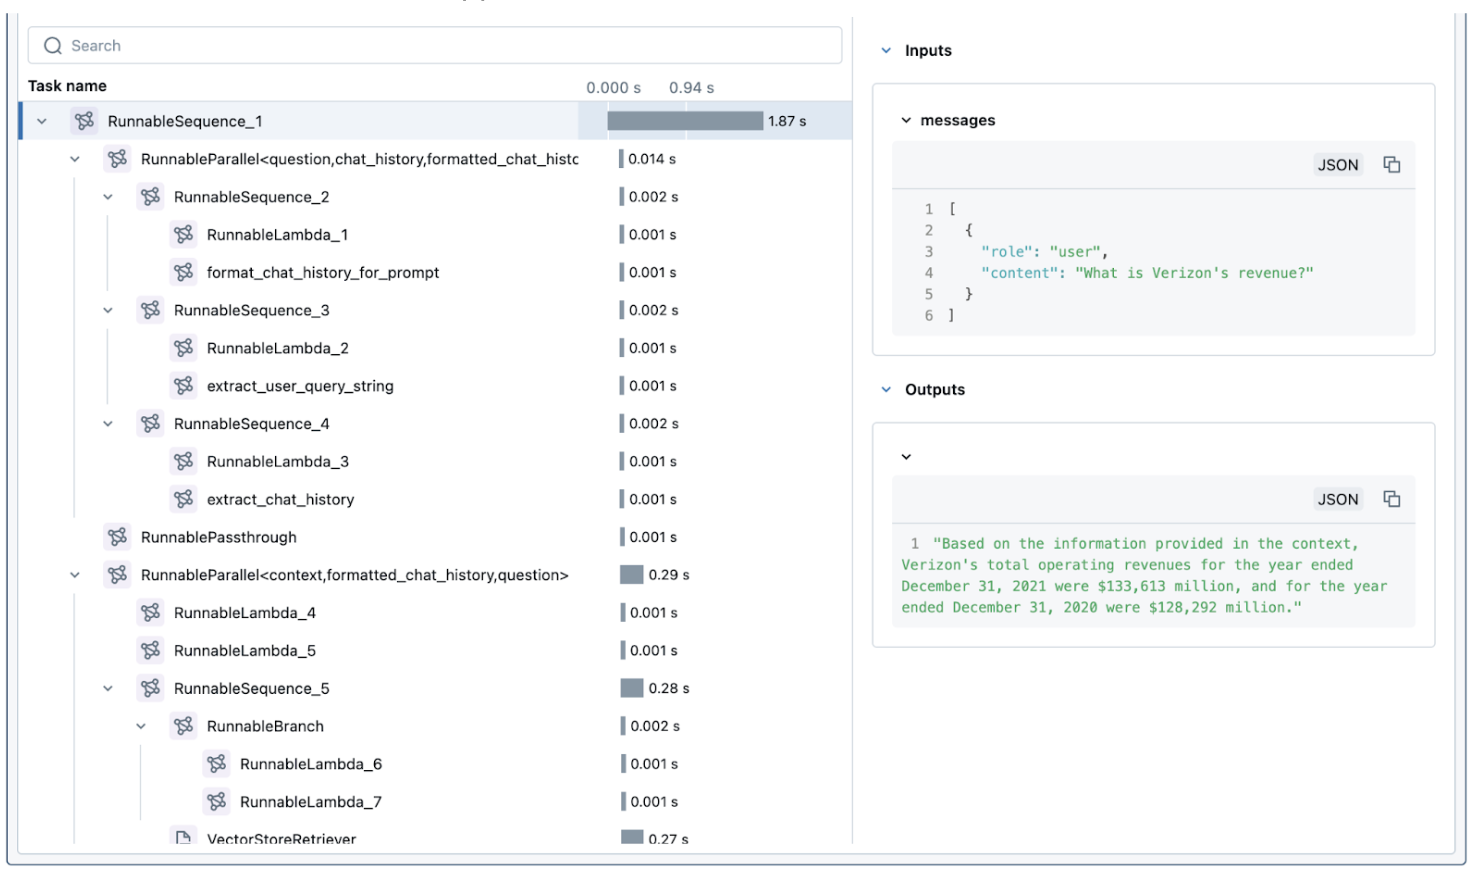 Search
Task name
0.000 s 0.94 s
RunnableSequence_1 1.87 s
RunnableParallel<question,chat_history,formatted_chat_histc 0.014 s
RunnableSequence_2 0.002 s
RunnableLambda_1 0.001 s
format_chat_history_for_prompt 0.001 s
RunnableSequence_3 0.002 s
RunnableLambda_2 0.001 s
extract_user_query_string 0.001 s
RunnableSequence_4 0.002 s
RunnableLambda_3 0.001 s
extract_chat_history 0.001 s
RunnablePassthrough 0.001 s
RunnableParallel<context,formatted_chat_history,question> 0.29 s
RunnableLambda_4 0.001 s
RunnableLambda_5 0.001 s
RunnableSequence_5 0.28 s
RunnableBranch 0.002 s
RunnableLambda_6 0.001 s
RunnableLambda_7 0.001 s
VectorStoreRetriever 0.27 s
Inputs
messages
JSON
1 [
2 {
3 "role": "user",
4 "content": "What is Verizon's revenue?"
5 }
6 ]
Outputs
JSON
1 "Based on the information provided in the context,
Verizon's total operating revenues for the year ended
December 31, 2021 were $133,613 million, and for the year
ended December 31, 2020 were $128,292 million."